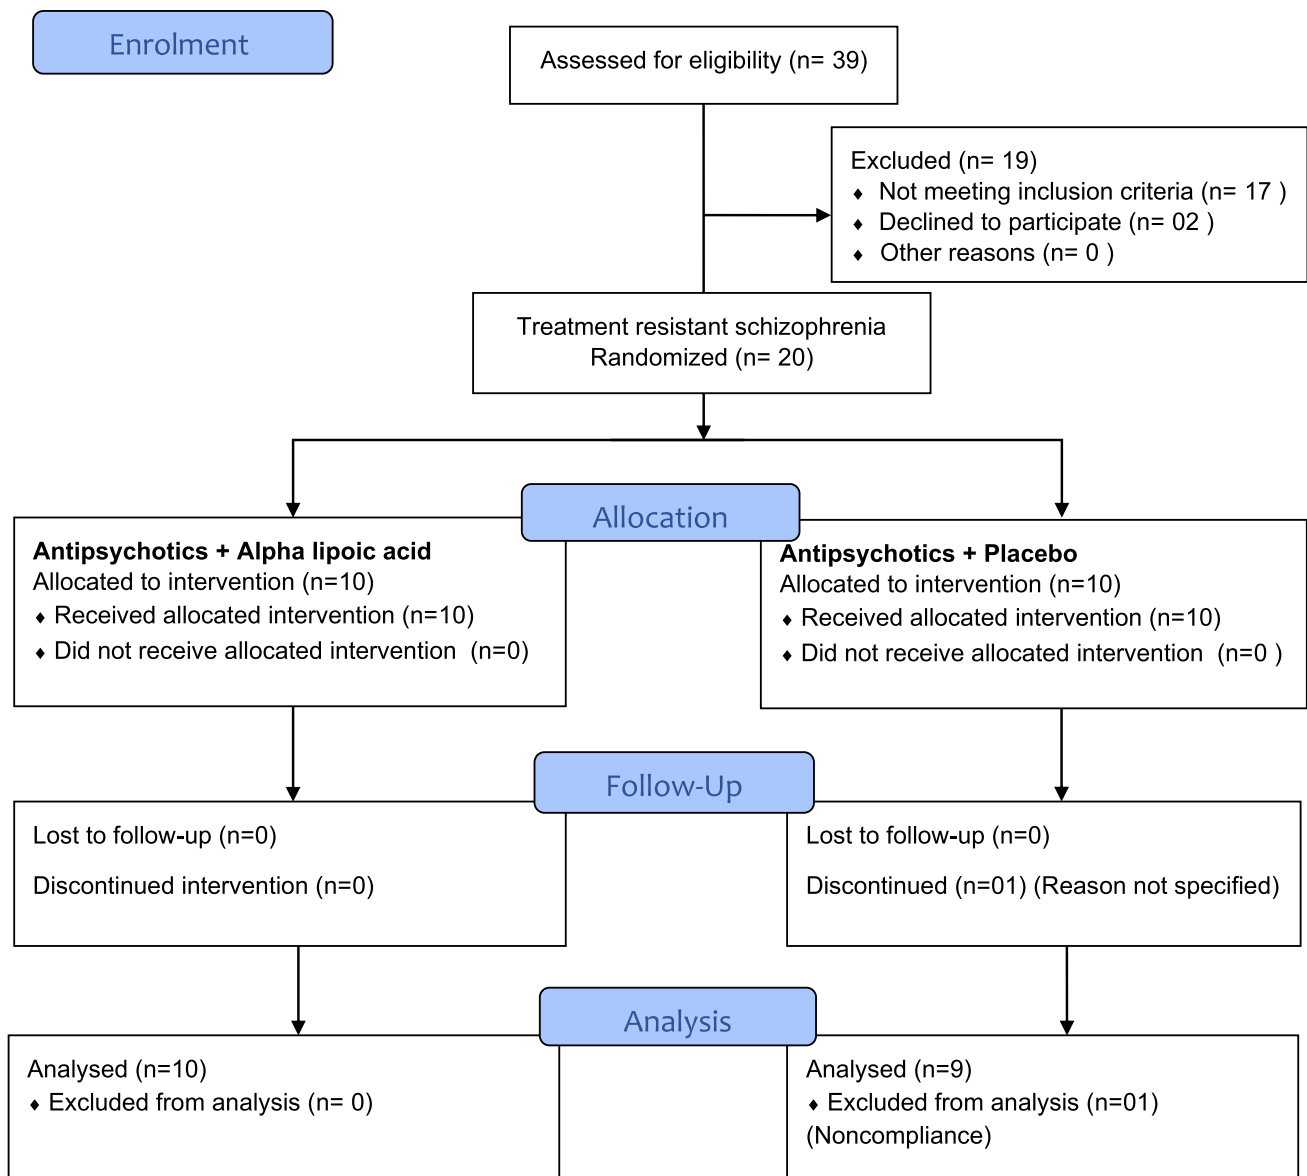 Enrolment
Assessed for eligibility (n= 39)
Excluded (n= 19)
♦ Not meeting inclusion criteria (n= 17 )
♦ Declined to participate (n= 02 )
♦ Other reasons (n= 0 )
Treatment resistant schizophrenia
Randomized (n= 20)
Allocation
Antipsychotics + Alpha lipoic acid
Allocated to intervention (n=10)
♦ Received allocated intervention (n=10)
♦ Did not receive allocated intervention (n=0)
Antipsychotics + Placebo
Allocated to intervention (n=10)
♦ Received allocated intervention (n=10)
♦ Did not receive allocated intervention (n=0 )
Follow-Up
Lost to follow-up (n=0)
Discontinued intervention (n=0)
Lost to follow-up (n=0)
Discontinued (n=01) (Reason not specified)
Analysis
Analysed (n=10)
♦ Excluded from analysis (n= 0)
Analysed (n=9)
♦ Excluded from analysis (n=01)
(Noncompliance)